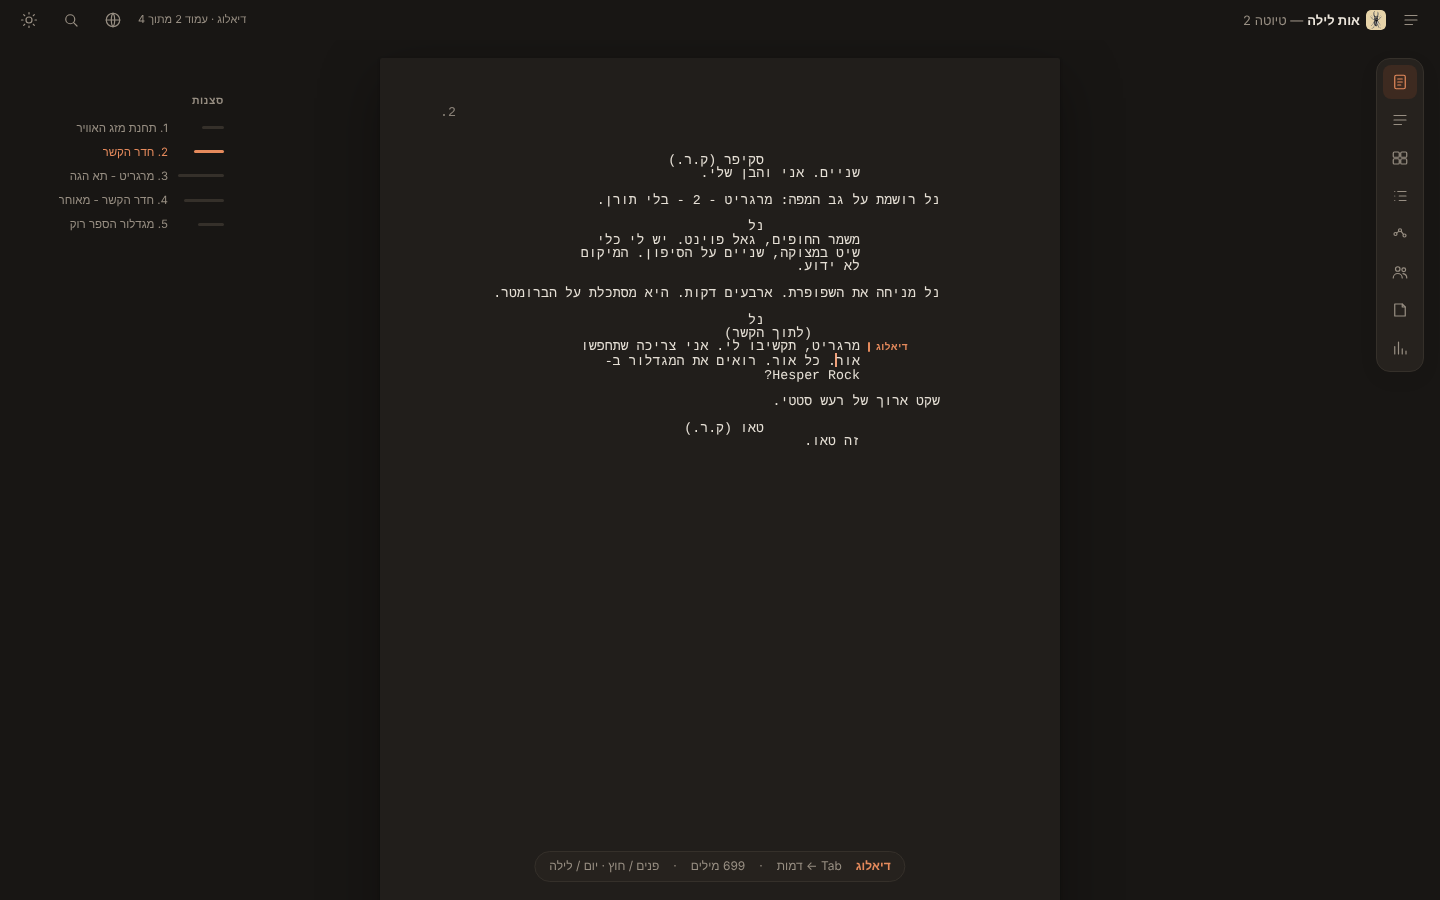 אות לילה — טיוטה 2
דיאלוג · עמוד 2 מתוך 4
סצנות
1. תחנת מזג האוויר
2. חדר הקשר
3. מרגריט - תא הגה
4. חדר הקשר - מאוחר
5. מגדלור הספר רוק
2.
סקיפר (ק.ר.)
שניים. אני והבן שלי.
נל רושמת על גב המפה: מרגריט - 2 - בלי תורן.
נל
משמר החופים, גאל פוינט. יש לי כלי
שיט במצוקה, שניים על הסיפון. המיקום
לא ידוע.
נל מניחה את השפופרת. ארבעים דקות. היא מסתכלת על הברומטר.
נל
(לתוך הקשר)
דיאלוג
מרגריט, תקשיבו לי. אני צריכה שתחפשו
אור. כל אור. רואים את המגדלור ב-
Hesper Rock?
שקט ארוך של רעש סטטי.
טאו (ק.ר.)
זה טאו.
דיאלוג Tab ← דמות · 699 מילים · פנים / חוץ · יום / לילה